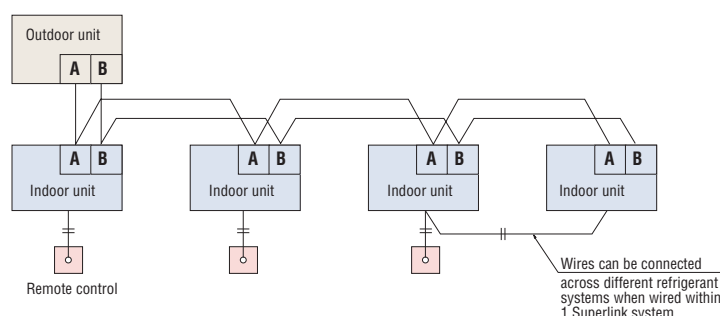 Outdoor unit
A B
A B
A B
A B
A B
Indoor unit
Indoor unit
Indoor unit
Indoor unit
Remote control
Wires can be connected
across different refrigerant
systems when wired within
1 Superlink system